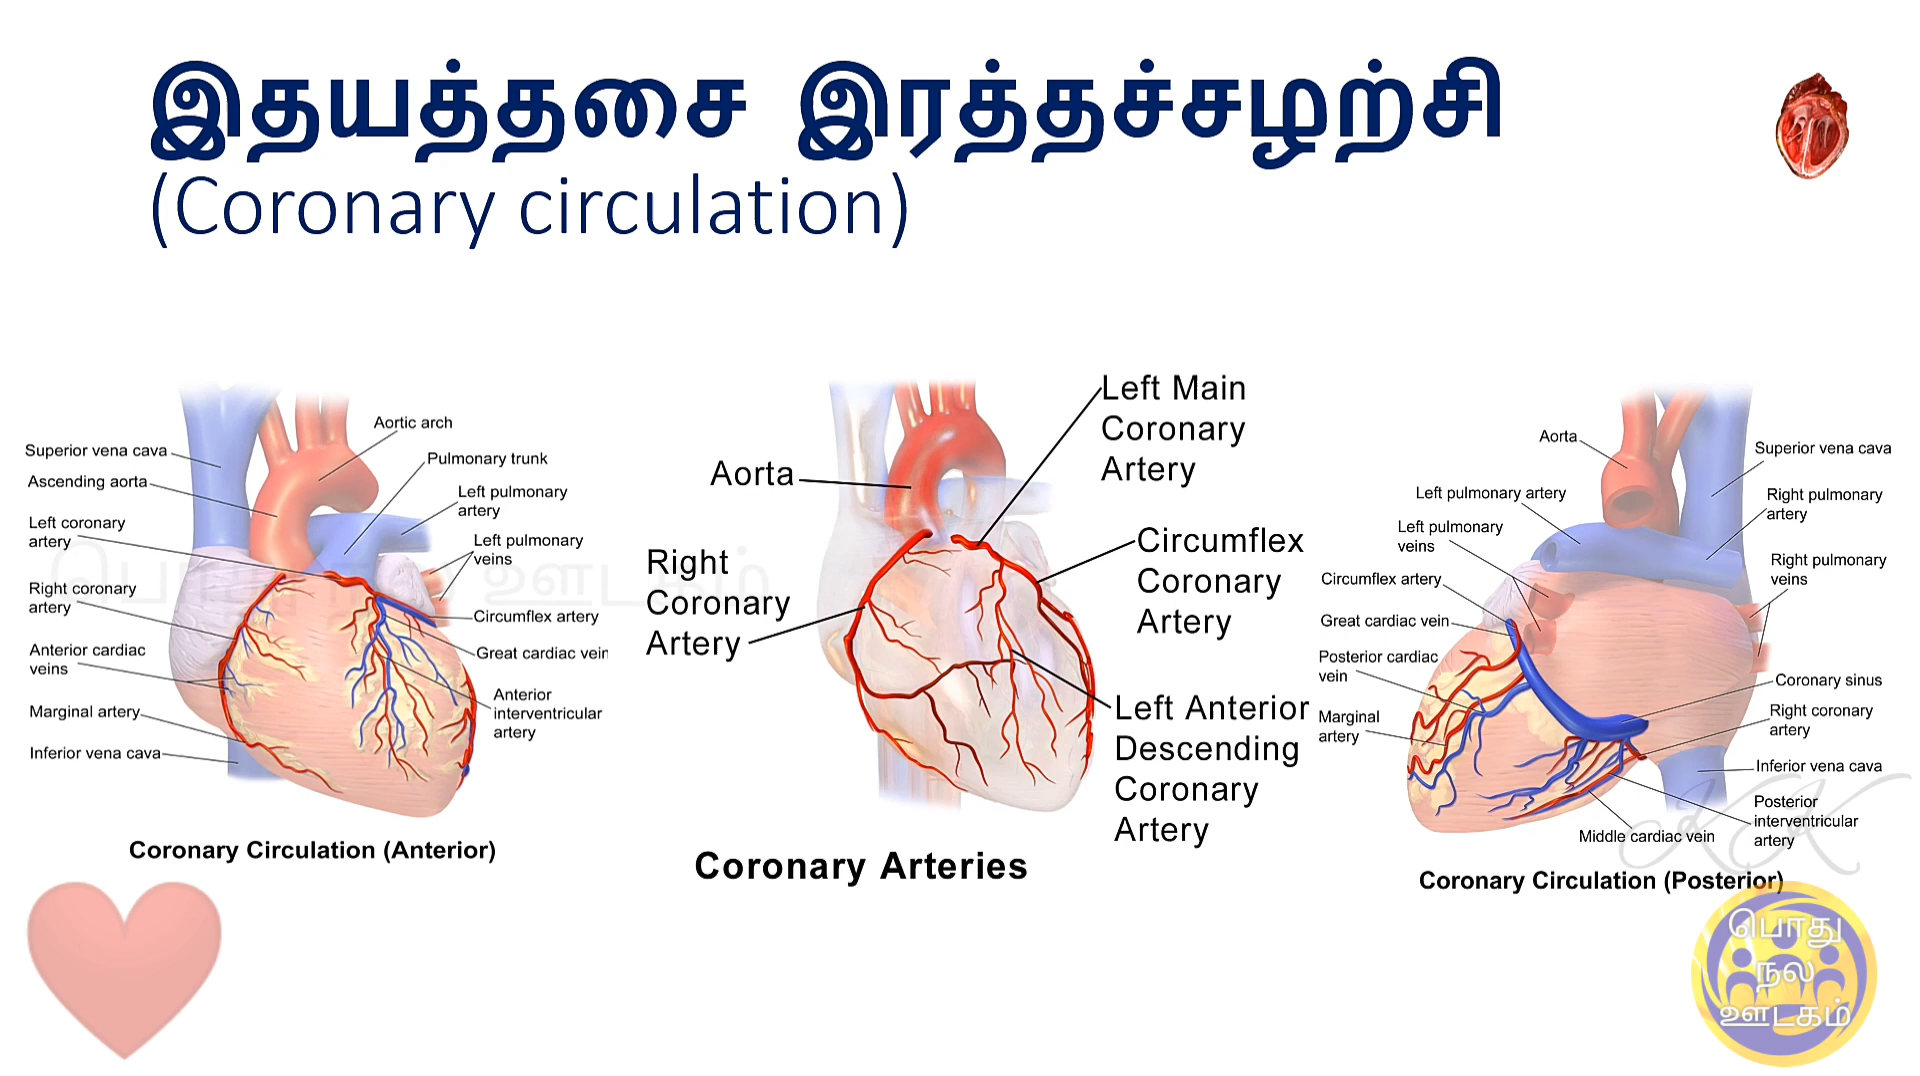 இதயத்தசை இரத்தச்சழற்சி
(Coronary circulation)
Superior vena cava
Ascending aorta
Left coronary
artery
Right coronary
artery
Anterior cardiac
veins
Marginal artery
Inferior vena cava
Aortic arch
Pulmonary trunk
Left pulmonary
artery
Left pulmonary
veins
Circumflex artery
Great cardiac vein
Anterior
interventricular
artery
Coronary Circulation (Anterior)
Aorta
Right
Coronary
Artery
Left Main
Coronary
Artery
Circumflex
Coronary
Artery
Left Anterior
Descending
Coronary
Artery
Coronary Arteries
Aorta
Left pulmonary artery
Left pulmonary
veins
Circumflex artery
Great cardiac vein
Posterior cardiac
vein
Marginal
artery
Superior vena cava
Right pulmonary
artery
Right pulmonary
veins
Coronary sinus
Right coronary
artery
Inferior vena cava
Posterior
interventricular
artery
Middle cardiac vein
Coronary Circulation (Posterior)
பொது நல ஊடகம்
KK
பொது
நல
ஊடகம்